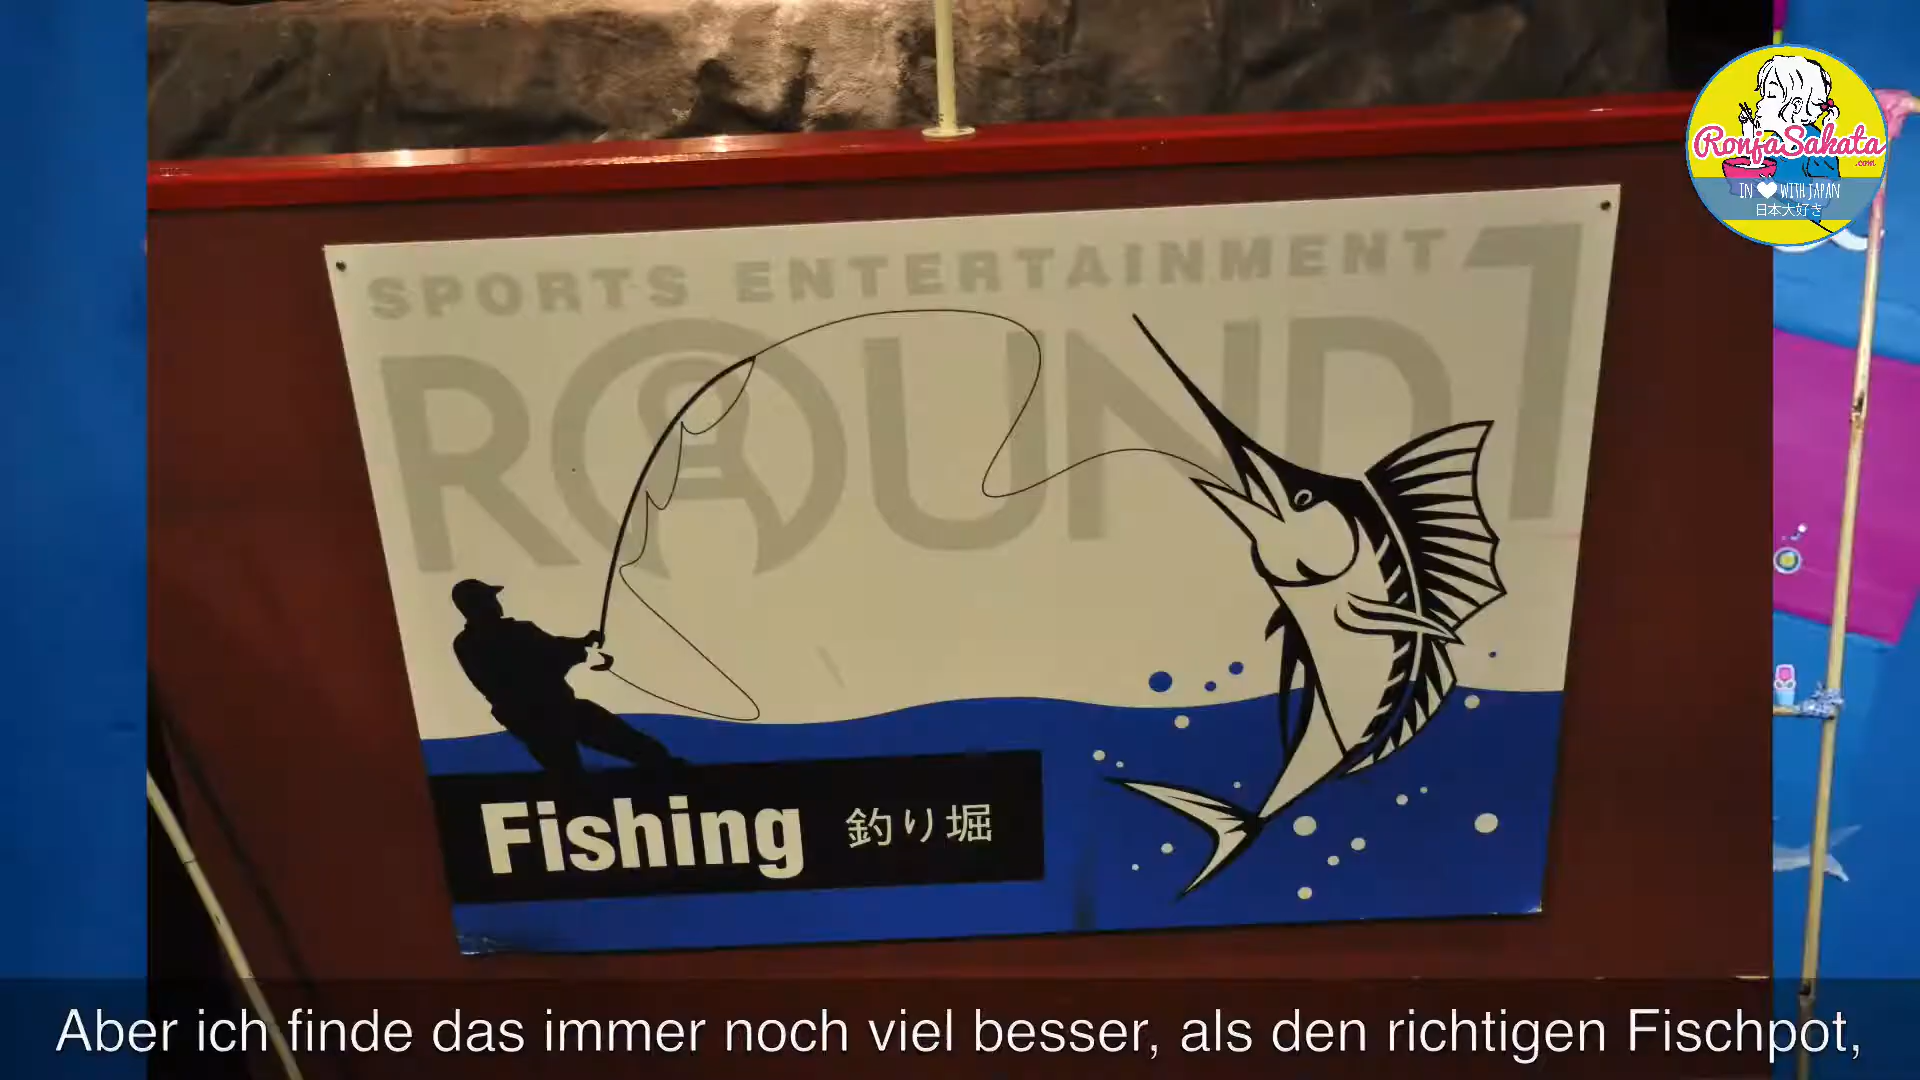 RonjaSakata
.com
IN WITH JAPAN
日本大好き
SPORTS ENTERTAINMENT
ROUND1
Fishing 釣り堀
Aber ich finde das immer noch viel besser, als den richtigen Fischpot,